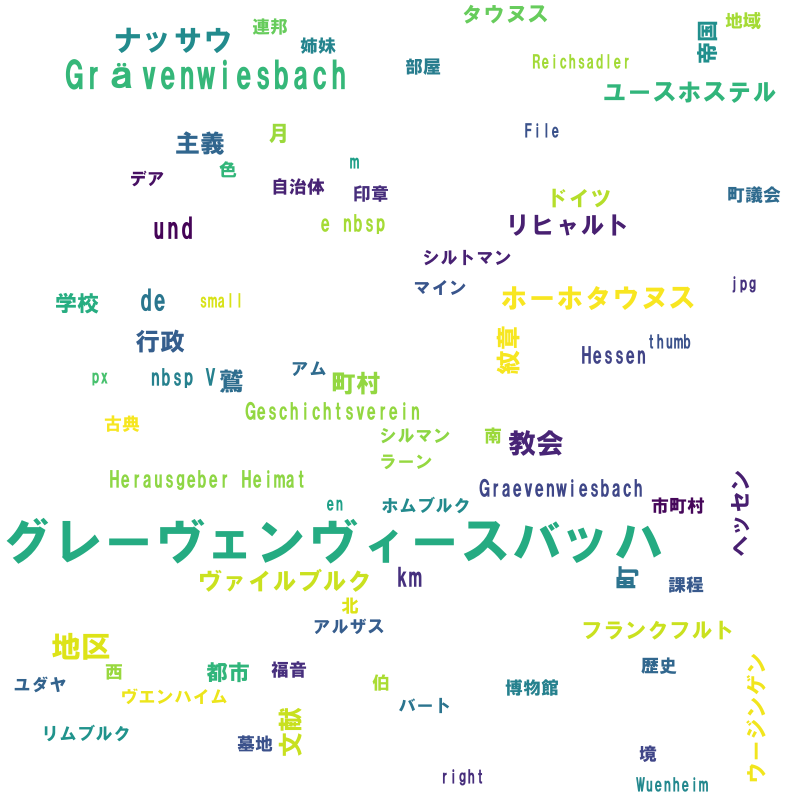 タウヌス
地域
連邦
ナッサウ
姉妹
帝国
部屋
Reichsadler
Grävenwiesbach
ユースホステル
月
File
主義
m
色
デア
自治体
印章
ドイツ
町議会
und
e nbsp
リヒャルト
シルトマン
マイン
jpg
学校
de
small
ホーホタウヌス
行政
紋章
thumb
Hessen
アム
px
nbsp V
鷲
町村
Geschichtsverein
古典
シルマン
南
教会
ラーン
Herausgeber Heimat
Graevenwiesbach
ヘッセン
en
ホムブルク
市町村
グレーヴェンヴィースバッハ
ヴァイルブルク
km
町
課程
北
アルザス
フランクフルト
地区
歴史
西
都市
福音
ユダヤ
伯
博物館
ヴエンハイム
バート
ウージンゲン
文献
リムブルク
墓地
境
right
Wuenheim